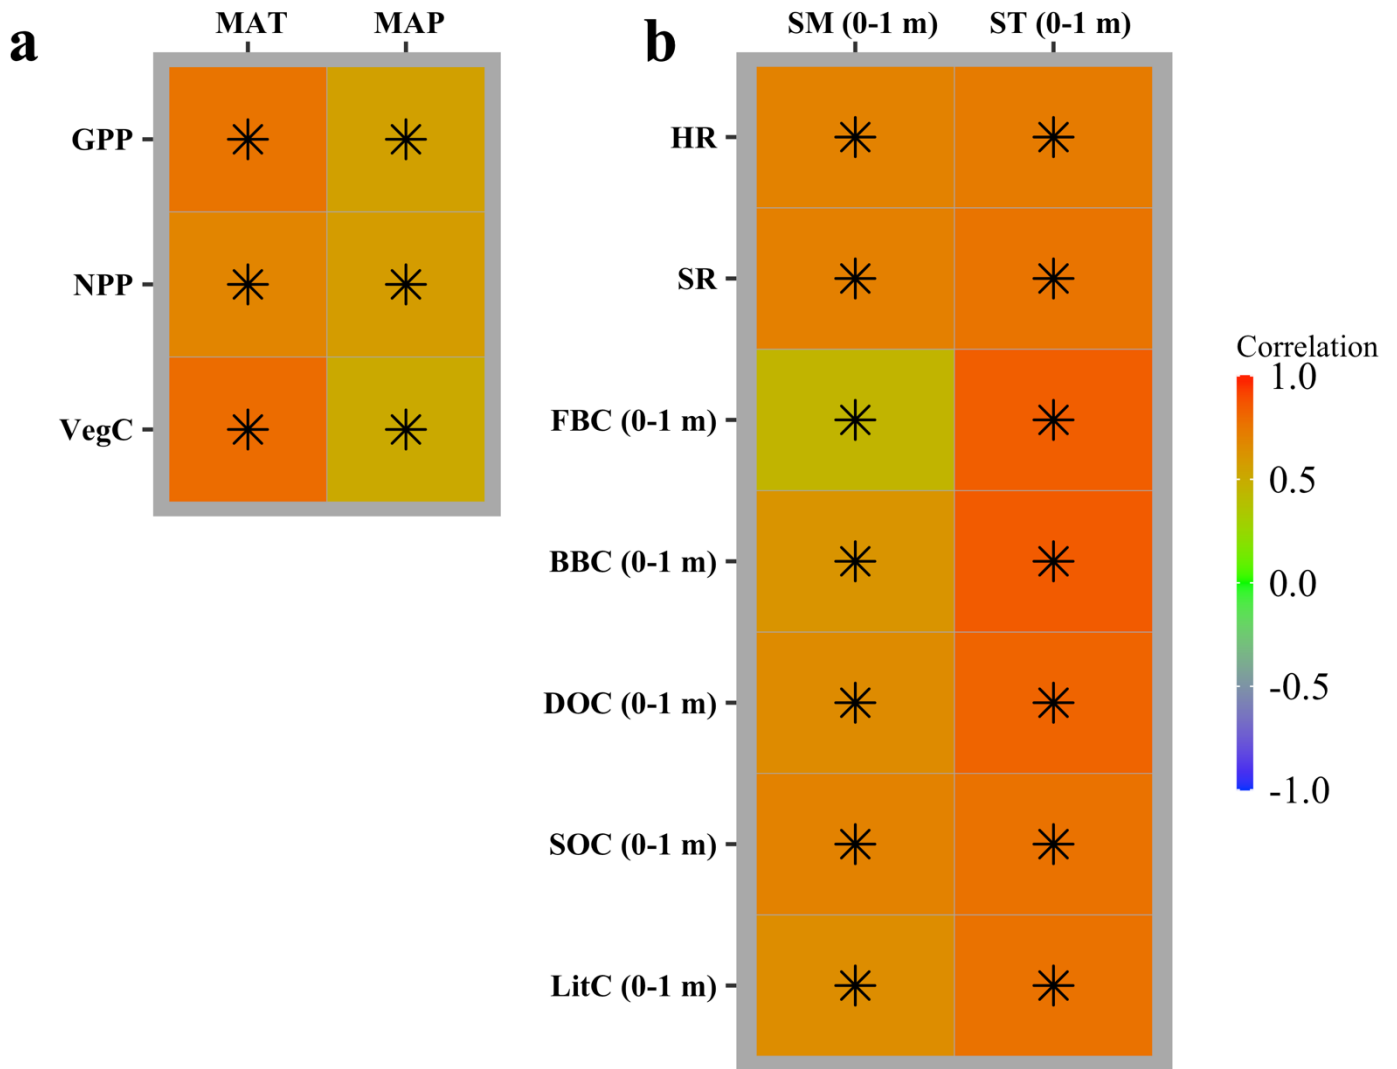 a
MAT MAP
GPP
NPP
VegC
b
SM (0-1 m) ST (0-1 m)
HR
SR
FBC (0-1 m)
BBC (0-1 m)
DOC (0-1 m)
SOC (0-1 m)
LitC (0-1 m)
Correlation
1.0
0.5
0.0
-0.5
-1.0